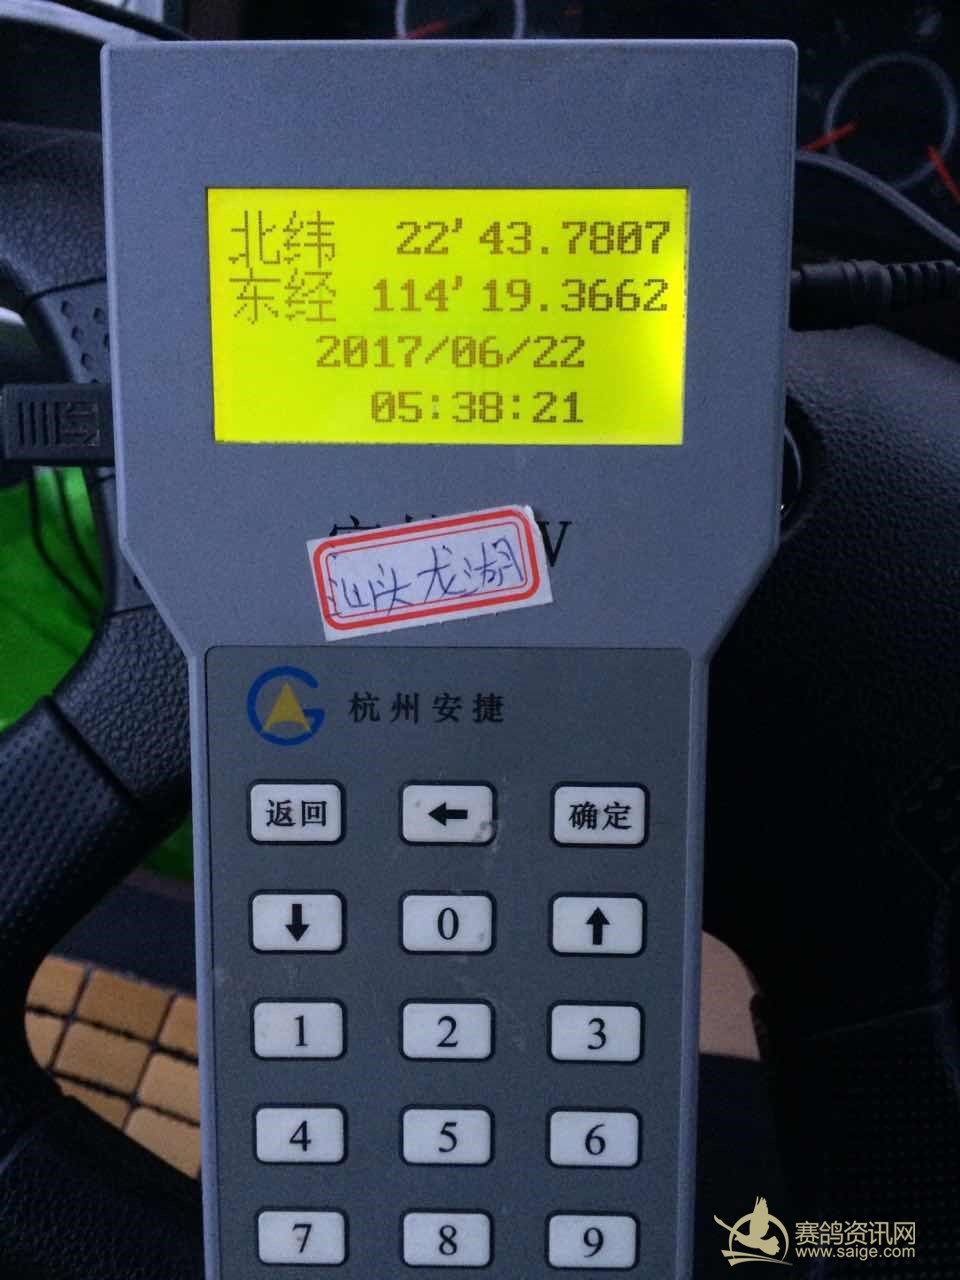 北纬 22'43.7807
东经 114'19.3662
2017/06/22
05:38:21
V
汕头龙湖
杭州安捷
返回 ← 确定
↓ 0 ↑
1 2 3
4 5 6
7 8 9
赛鸽资讯网
www.saige.com